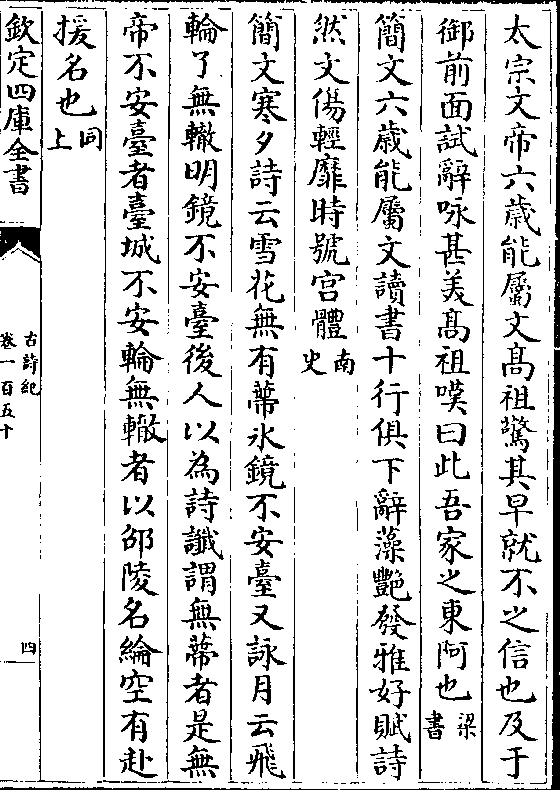 太宗文帝六歳能屬文髙祖驚其早就不之信也及于
御前面試辭咏甚美髙祖嘆曰此吾家之東阿也梁書
簡文六歳能屬文讀書十行俱下辭藻艷發雅好賦詩
然文傷輕靡時號宫體南史
簡文寒夕詩云雪花無有蔕氷鏡不安臺又詠月云飛
輪了無轍明鏡不安臺後人以為詩讖謂無蔕者是無
帝不安臺者臺城不安輪無轍者以邵陵名綸空有赴
援名也同上
欽定四庫全書
古詩紀
卷一百五十
四